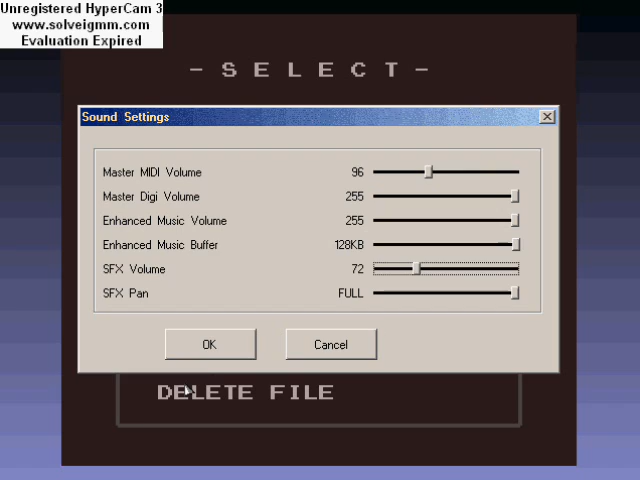 Unregistered HyperCam 3
www.solveigmm.com
Evaluation Expired
- S E L E C T -
Sound Settings
Master MIDI Volume 96
Master Digi Volume 255
Enhanced Music Volume 255
Enhanced Music Buffer 128KB
SFX Volume 72
SFX Pan FULL
OK Cancel
DELETE FILE